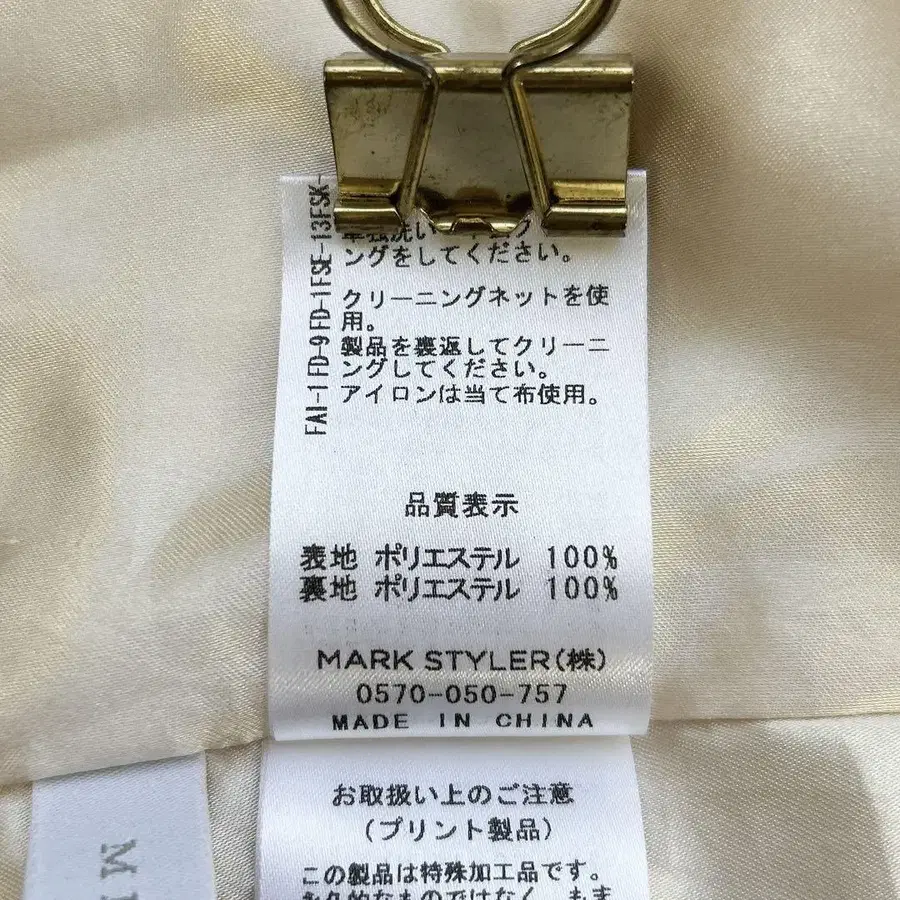 ングをしてください。
クリーニングネットを使
用。
製品を裏返してクリーニ
ングしてください。
アイロンは当て布使用。
FAI-1 FD-9 FD-1FSE-13FSK-
品質表示
表地 ポリエステル 100%
裏地 ポリエステル 100%
MARK STYLER(株)
0570-050-757
MADE IN CHINA
お取扱い上のご注意
(プリント製品)
この製品は特殊加工品です。
M